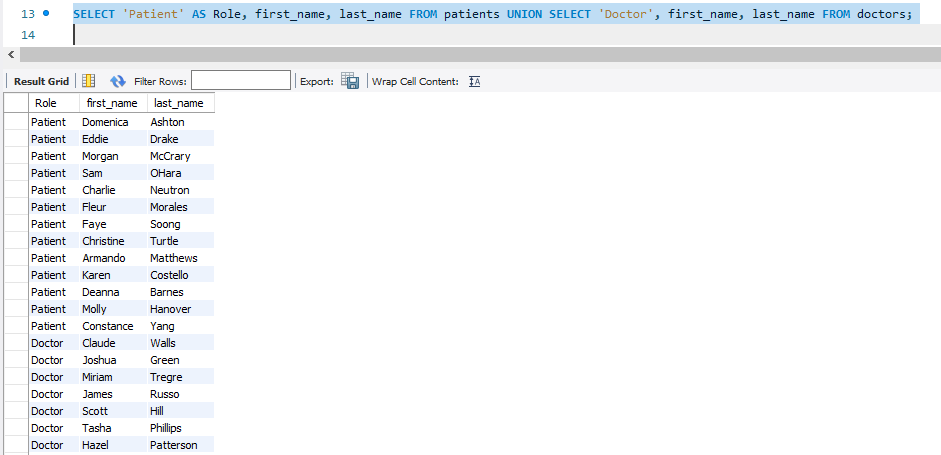 13 SELECT 'Patient' AS Role, first_name, last_name FROM patients UNION SELECT 'Doctor', first_name, last_name FROM doctors;
14
Result Grid Filter Rows: Export: Wrap Cell Content:
Role first_name last_name
Patient Domenica Ashton
Patient Eddie Drake
Patient Morgan McCrary
Patient Sam OHara
Patient Charlie Neutron
Patient Fleur Morales
Patient Faye Soong
Patient Christine Turtle
Patient Armando Matthews
Patient Karen Costello
Patient Deanna Barnes
Patient Molly Hanover
Patient Constance Yang
Doctor Claude Walls
Doctor Joshua Green
Doctor Miriam Tregre
Doctor James Russo
Doctor Scott Hill
Doctor Tasha Phillips
Doctor Hazel Patterson